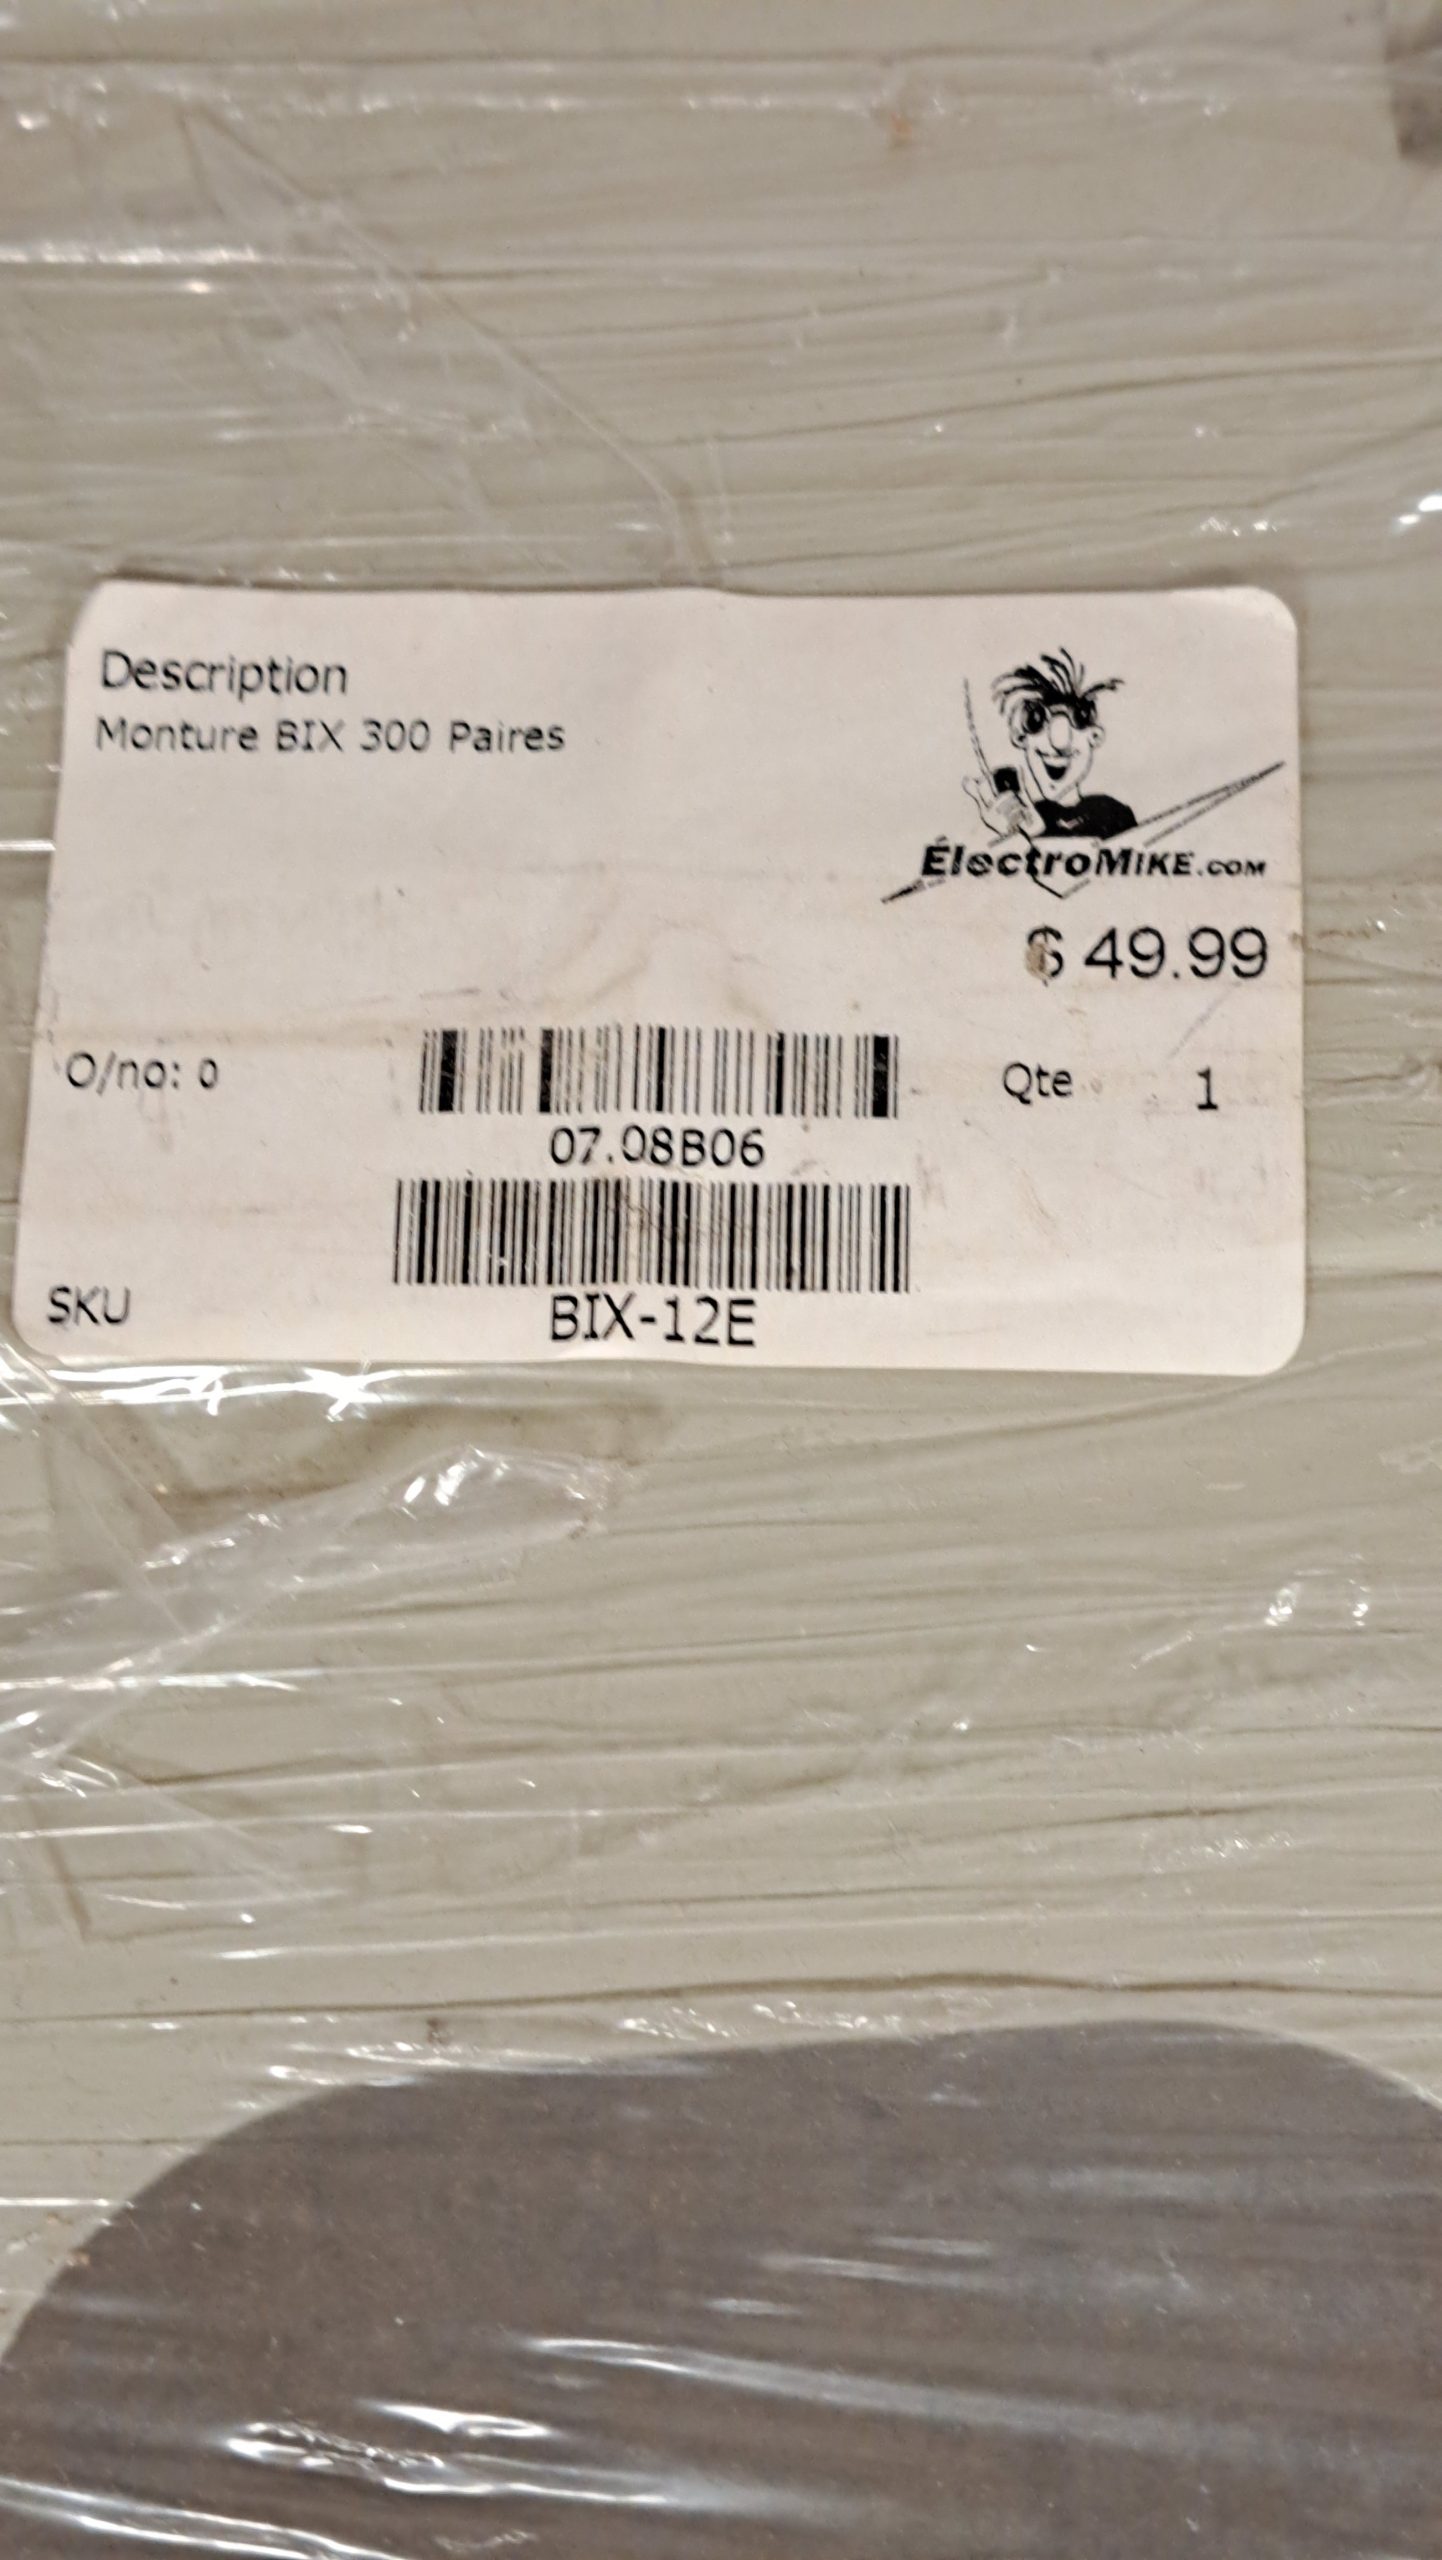 Description
Monture BIX 300 Paires
ÉlectroMike.com
$ 49.99
O/no: 0
Qte 1
07.08B06
SKU
BIX-12E